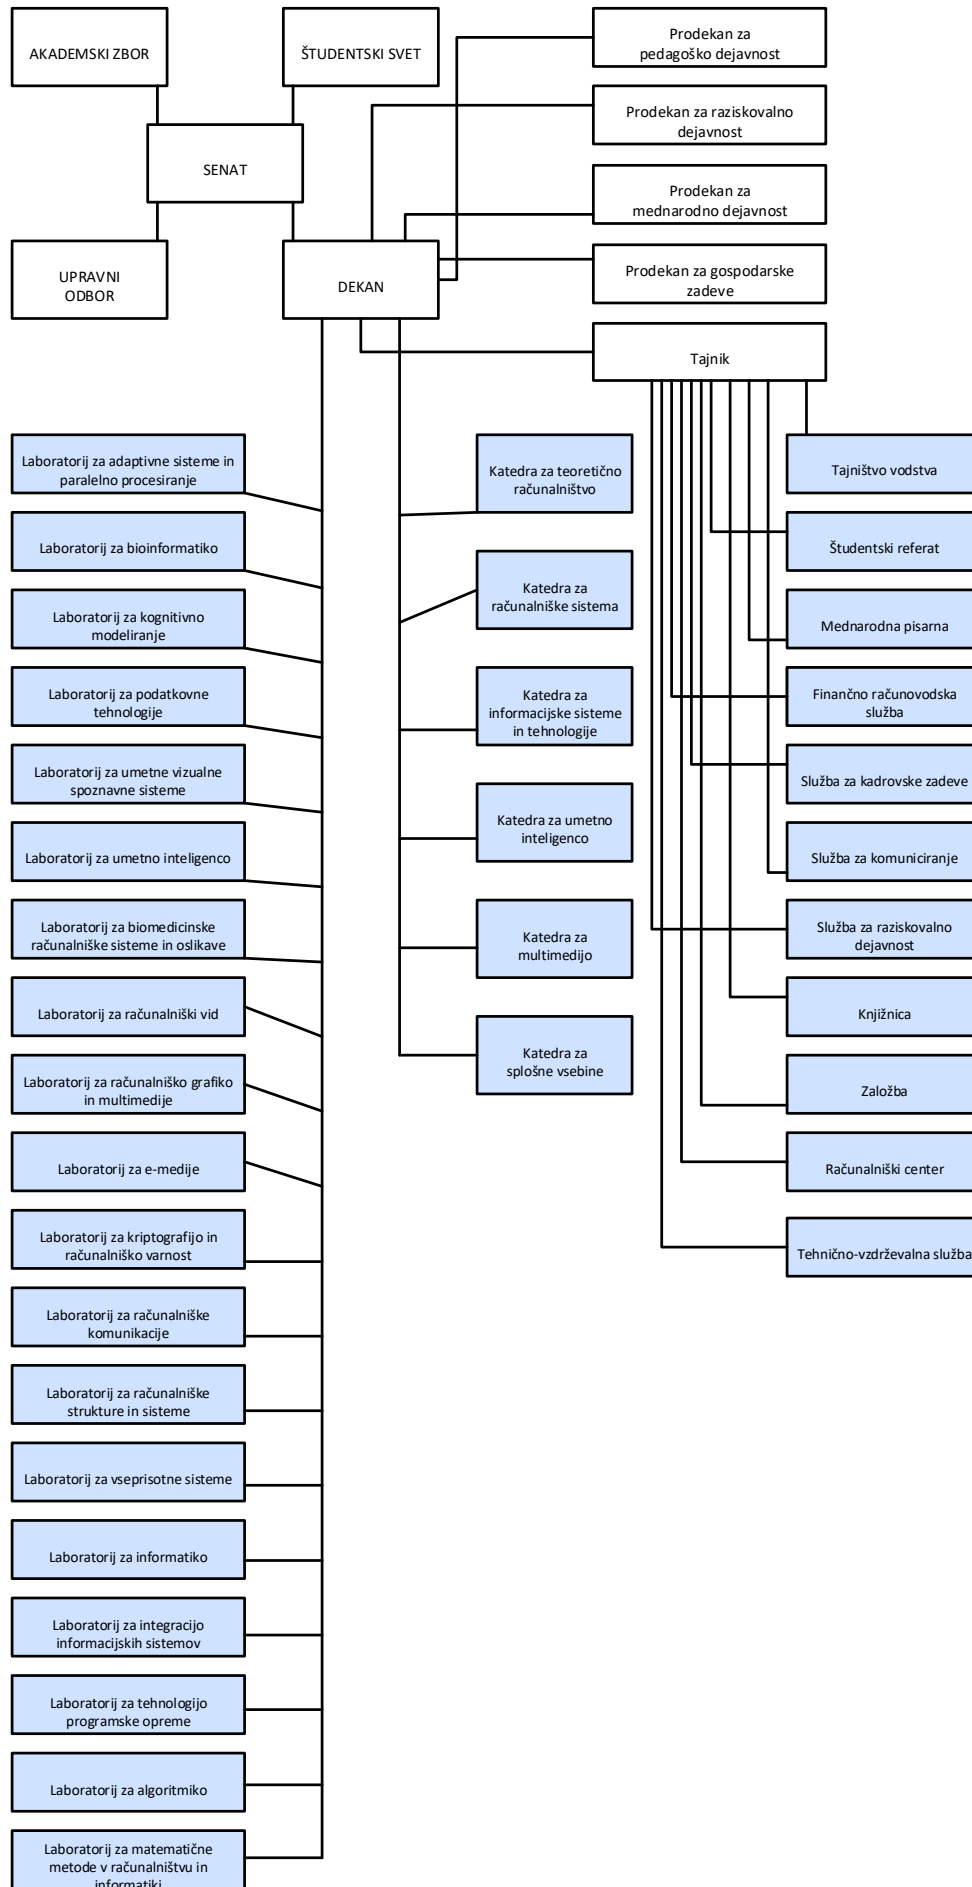 AKADEMSKI ZBOR
ŠTUDENTSKI SVET
SENAT
UPRAVNI
ODBOR
DEKAN
Prodekan za
pedagoško dejavnost
Prodekan za raziskovalno
dejavnost
Prodekan za
mednarodno dejavnost
Prodekan za gospodarske
zadeve
Tajnik
Laboratorij za adaptivne sisteme in
paralelno procesiranje
Laboratorij za bioinformatiko
Laboratorij za kognitivno
modeliranje
Laboratorij za podatkovne
tehnologije
Laboratorij za umetne vizualne
spoznavne sisteme
Laboratorij za umetno inteligenco
Laboratorij za biomedicinske
računalniške sisteme in oslikave
Laboratorij za računalniški vid
Laboratorij za računalniško grafiko
in multimedije
Laboratorij za e-medije
Laboratorij za kriptografijo in
računalniško varnost
Laboratorij za računalniške
komunikacije
Laboratorij za računalniške
strukture in sisteme
Laboratorij za vseprisotne sisteme
Laboratorij za informatiko
Laboratorij za integracijo
informacijskih sistemov
Laboratorij za tehnologijo
programske opreme
Laboratorij za algoritmiko
Laboratorij za matematične
metode v računalništvu in
informatiki
Katedra za teoretično
računalništvo
Katedra za
računalniške sistema
Katedra za
informacijske sisteme
in tehnologije
Katedra za umetno
inteligenco
Katedra za
multimedijo
Katedra za
splošne vsebine
Tajništvo vodstva
Študentski referat
Mednarodna pisarna
Finančno računovodska
služba
Služba za kadrovske zadeve
Služba za komuniciranje
Služba za raziskovalno
dejavnost
Knjižnica
Založba
Računalniški center
Tehnično-vzdrževalna služba